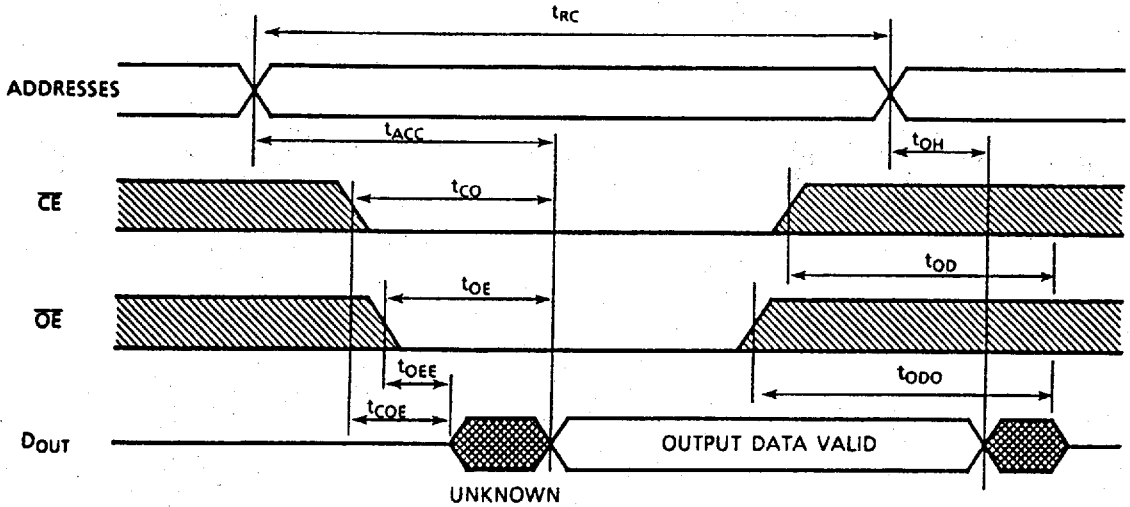 tRC
ADDRESSES
tACC
tOH
CE
tCO
tOD
OE
tOE
tOEE
tODO
tCOE
DOUT
OUTPUT DATA VALID
UNKNOWN